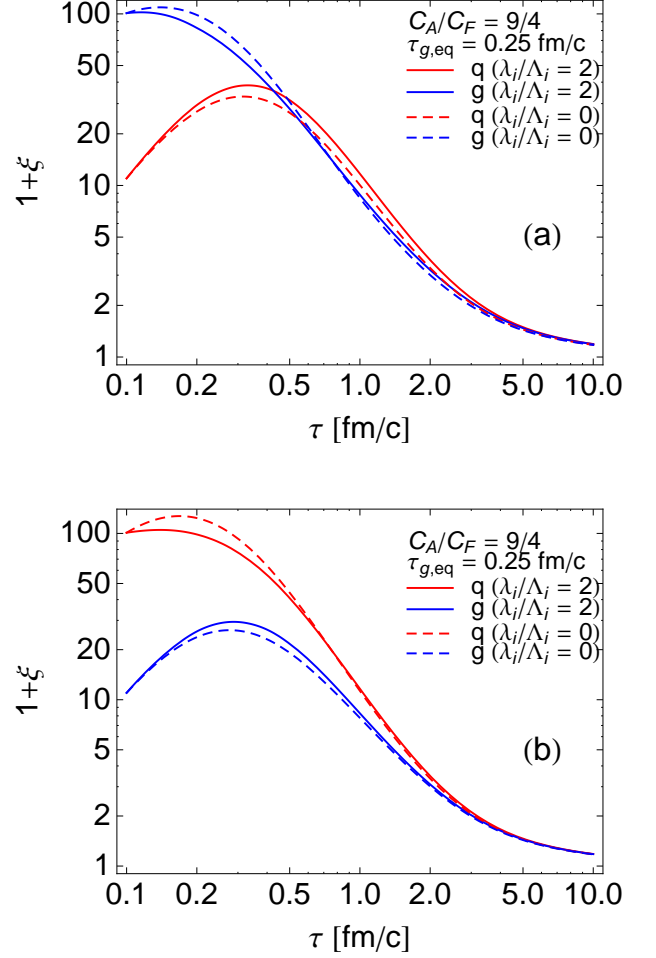 C_A/C_F = 9/4
τ_g,eq = 0.25 fm/c
q (λ_i/Λ_i = 2)
g (λ_i/Λ_i = 2)
q (λ_i/Λ_i = 0)
g (λ_i/Λ_i = 0)
100
50
20
10
5
2
1
1+ξ
(a)
0.1 0.2 0.5 1.0 2.0 5.0 10.0
τ [fm/c]
C_A/C_F = 9/4
τ_g,eq = 0.25 fm/c
q (λ_i/Λ_i = 2)
g (λ_i/Λ_i = 2)
q (λ_i/Λ_i = 0)
g (λ_i/Λ_i = 0)
100
50
20
10
5
2
1
1+ξ
(b)
0.1 0.2 0.5 1.0 2.0 5.0 10.0
τ [fm/c]